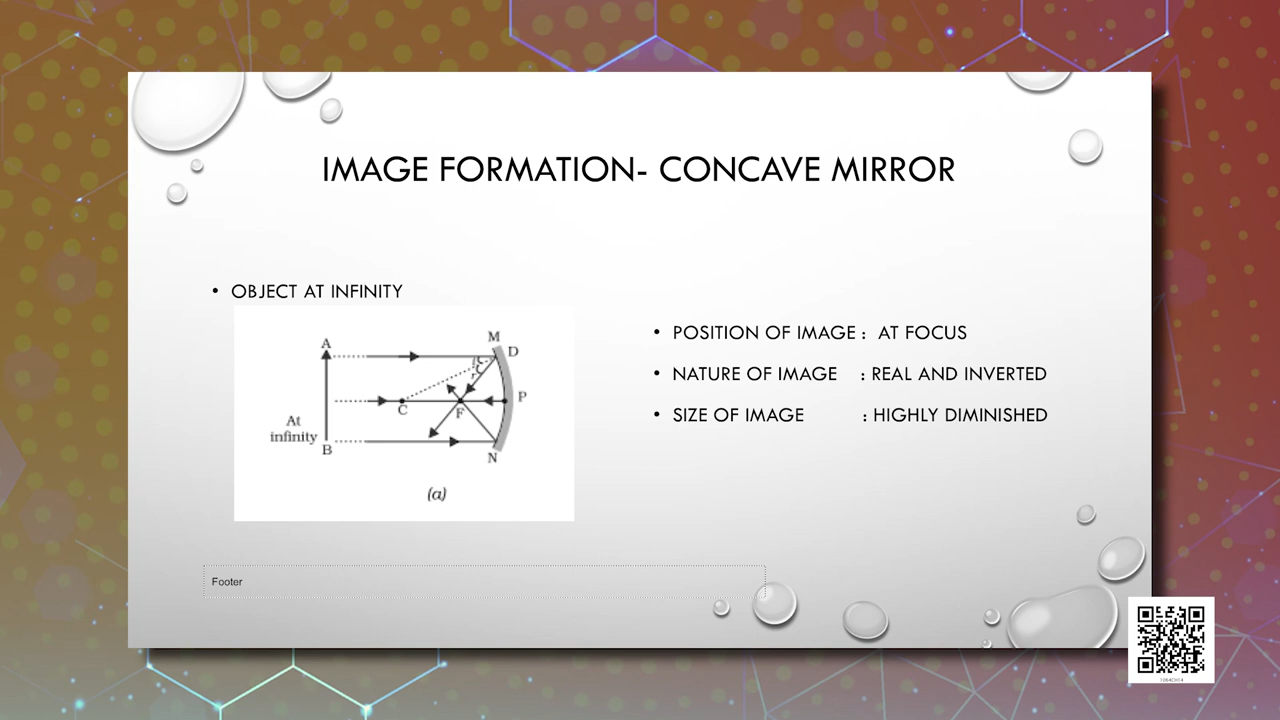 IMAGE FORMATION- CONCAVE MIRROR
• OBJECT AT INFINITY
A
M
D
C
F
P
At
infinity
B
N
(a)
• POSITION OF IMAGE : AT FOCUS
• NATURE OF IMAGE : REAL AND INVERTED
• SIZE OF IMAGE : HIGHLY DIMINISHED
Footer